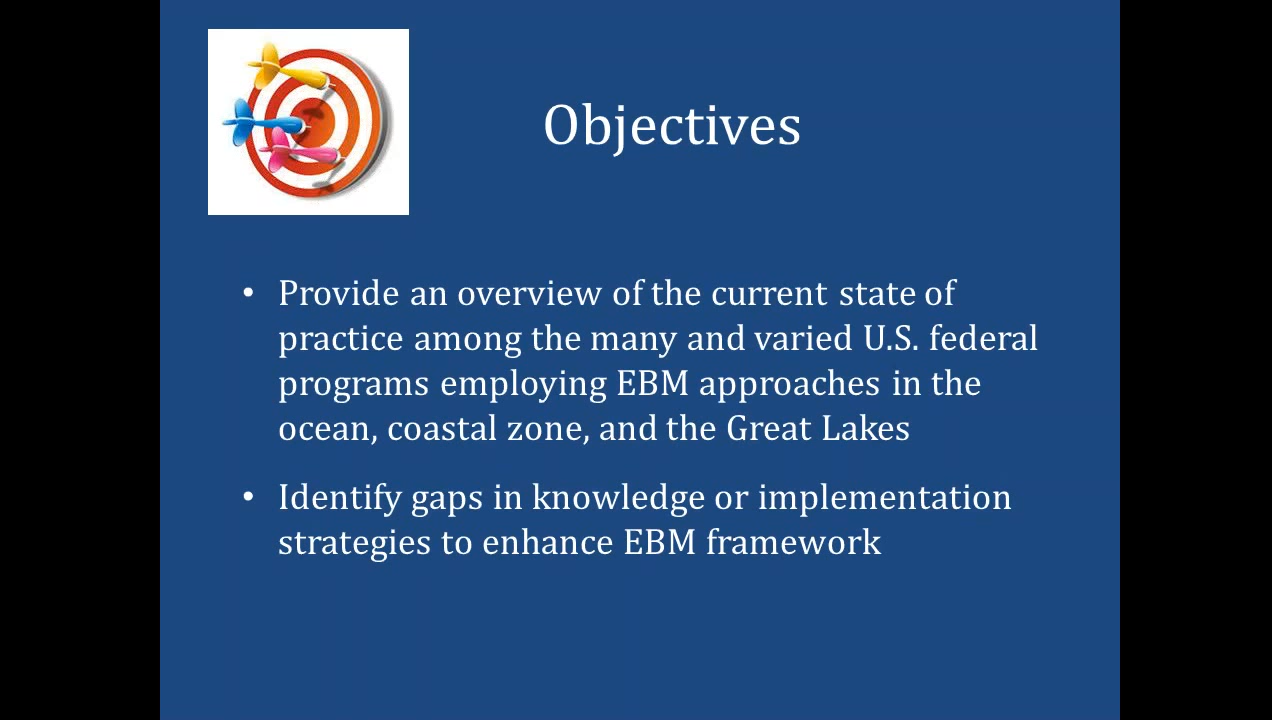 Objectives
• Provide an overview of the current state of
practice among the many and varied U.S. federal
programs employing EBM approaches in the
ocean, coastal zone, and the Great Lakes
• Identify gaps in knowledge or implementation
strategies to enhance EBM framework